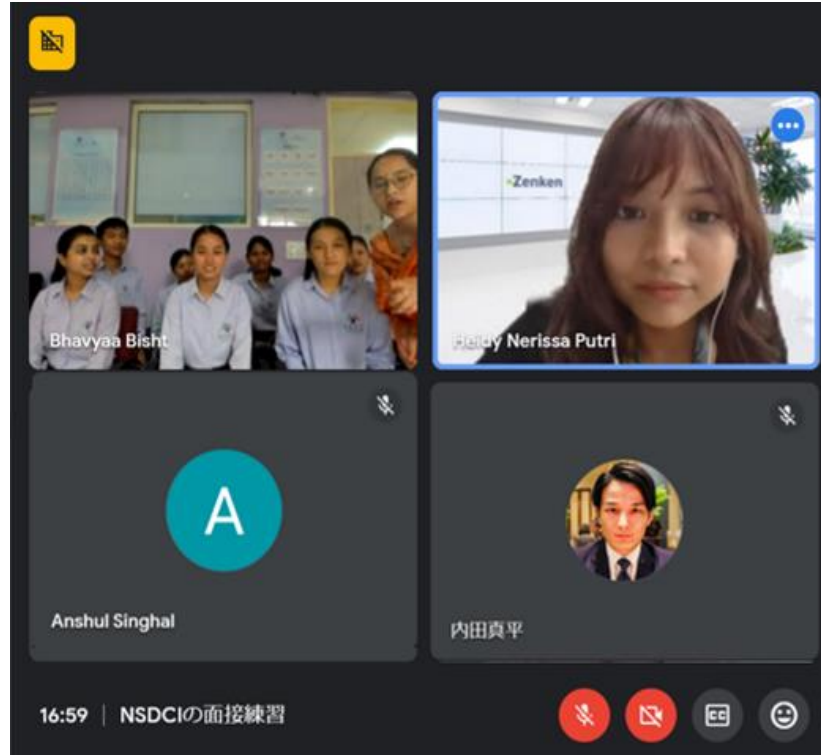 Zenken
Bhavyaa Bisht
Heidy Nerissa Putri
A
Anshul Singhal
内田真平
16:59 | NSDCIの面接練習
CC